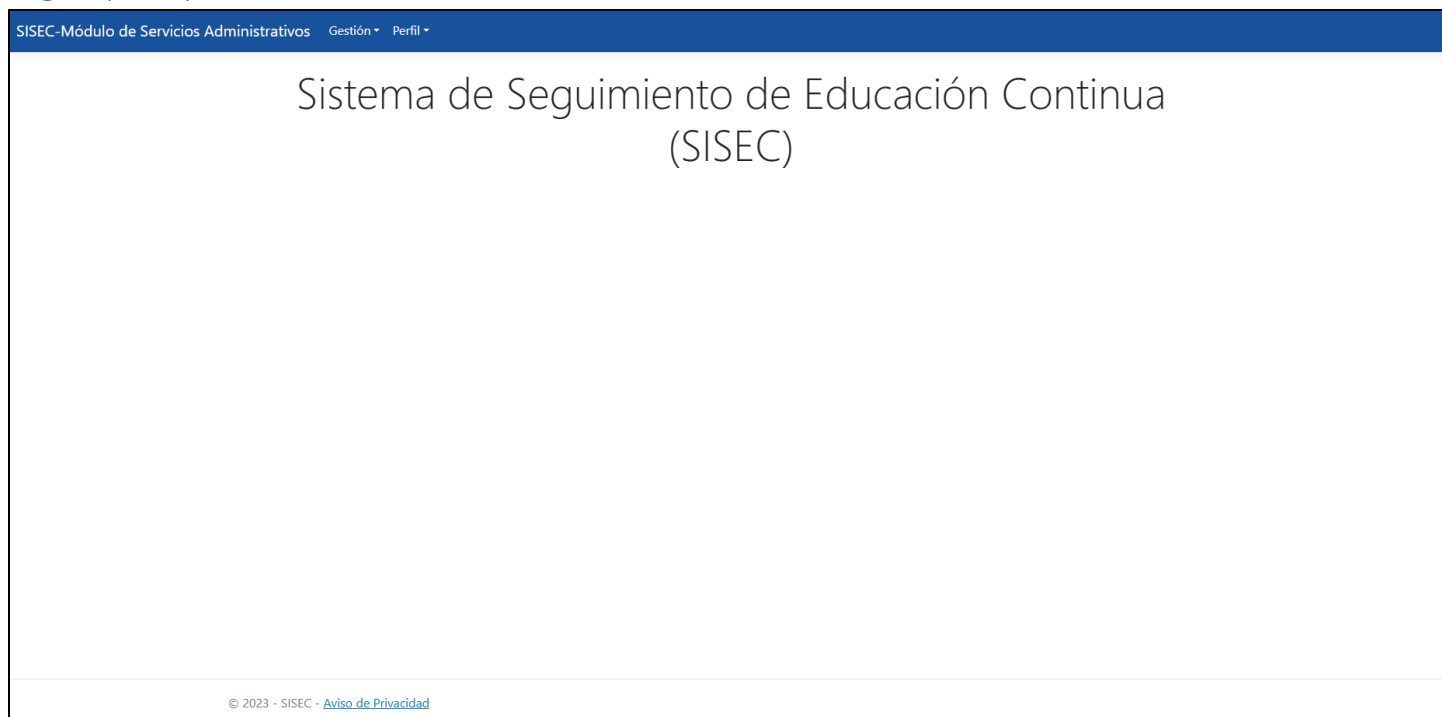 SISEC-Módulo de Servicios Administrativos Gestión Perfil
Sistema de Seguimiento de Educación Continua
(SISEC)
© 2023 - SISEC - Aviso de Privacidad